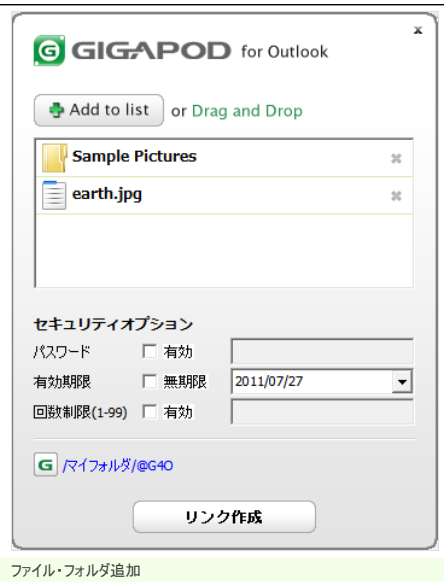 x
GIGAPOD for Outlook
Add to list or Drag and Drop
Sample Pictures
earth.jpg
セキュリティオプション
パスワード 有効
有効期限 無期限 2011/07/27
回数制限(1-99) 有効
G /マイフォルダ/@G4O
リンク作成
ファイル・フォルダ追加